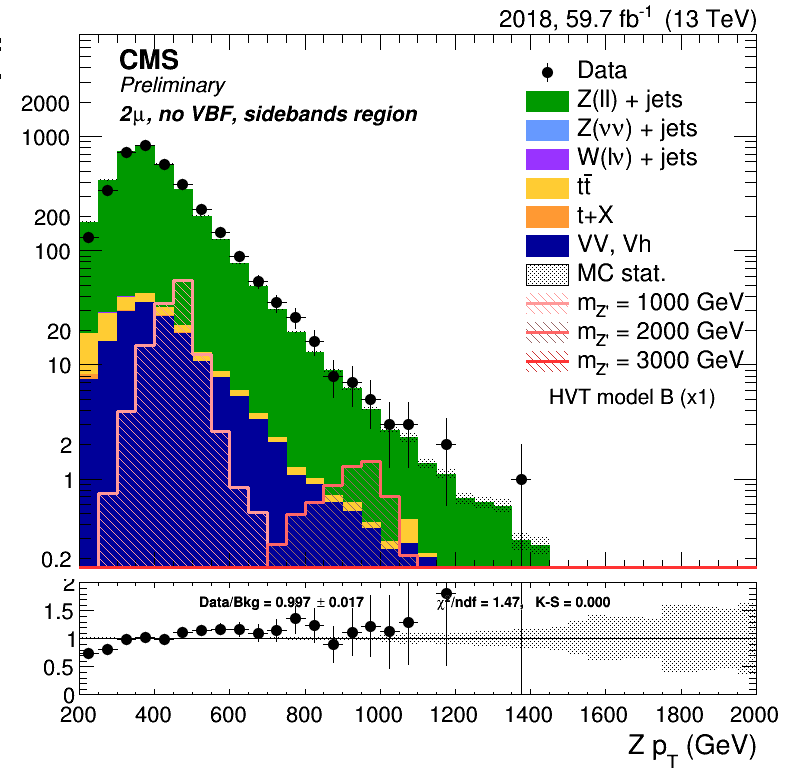 2018, 59.7 fb⁻¹ (13 TeV)
CMS
Preliminary
2μ, no VBF, sidebands region
Data
Z(ll) + jets
Z(νν) + jets
W(lν) + jets
tt̄
t+X
VV, Vh
MC stat.
m_Z' = 1000 GeV
m_Z' = 2000 GeV
m_Z' = 3000 GeV
HVT model B (x1)
2000
1000
200
100
20
10
2
1
0.2
Data/Bkg = 0.997 ± 0.017
χ²/ndf = 1.47, K-S = 0.000
2
1.5
1
0.5
0
200 400 600 800 1000 1200 1400 1600 1800 2000
Z p_T (GeV)